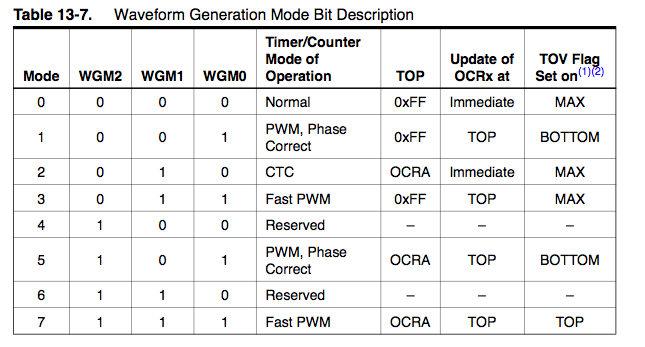 Table 13-7. Waveform Generation Mode Bit Description
Mode WGM2 WGM1 WGM0 Timer/Counter Mode of Operation TOP Update of OCRx at TOV Flag Set on(1)(2)
0 0 0 0 Normal 0xFF Immediate MAX
1 0 0 1 PWM, Phase Correct 0xFF TOP BOTTOM
2 0 1 0 CTC OCRA Immediate MAX
3 0 1 1 Fast PWM 0xFF TOP MAX
4 1 0 0 Reserved – – –
5 1 0 1 PWM, Phase Correct OCRA TOP BOTTOM
6 1 1 0 Reserved – – –
7 1 1 1 Fast PWM OCRA TOP TOP